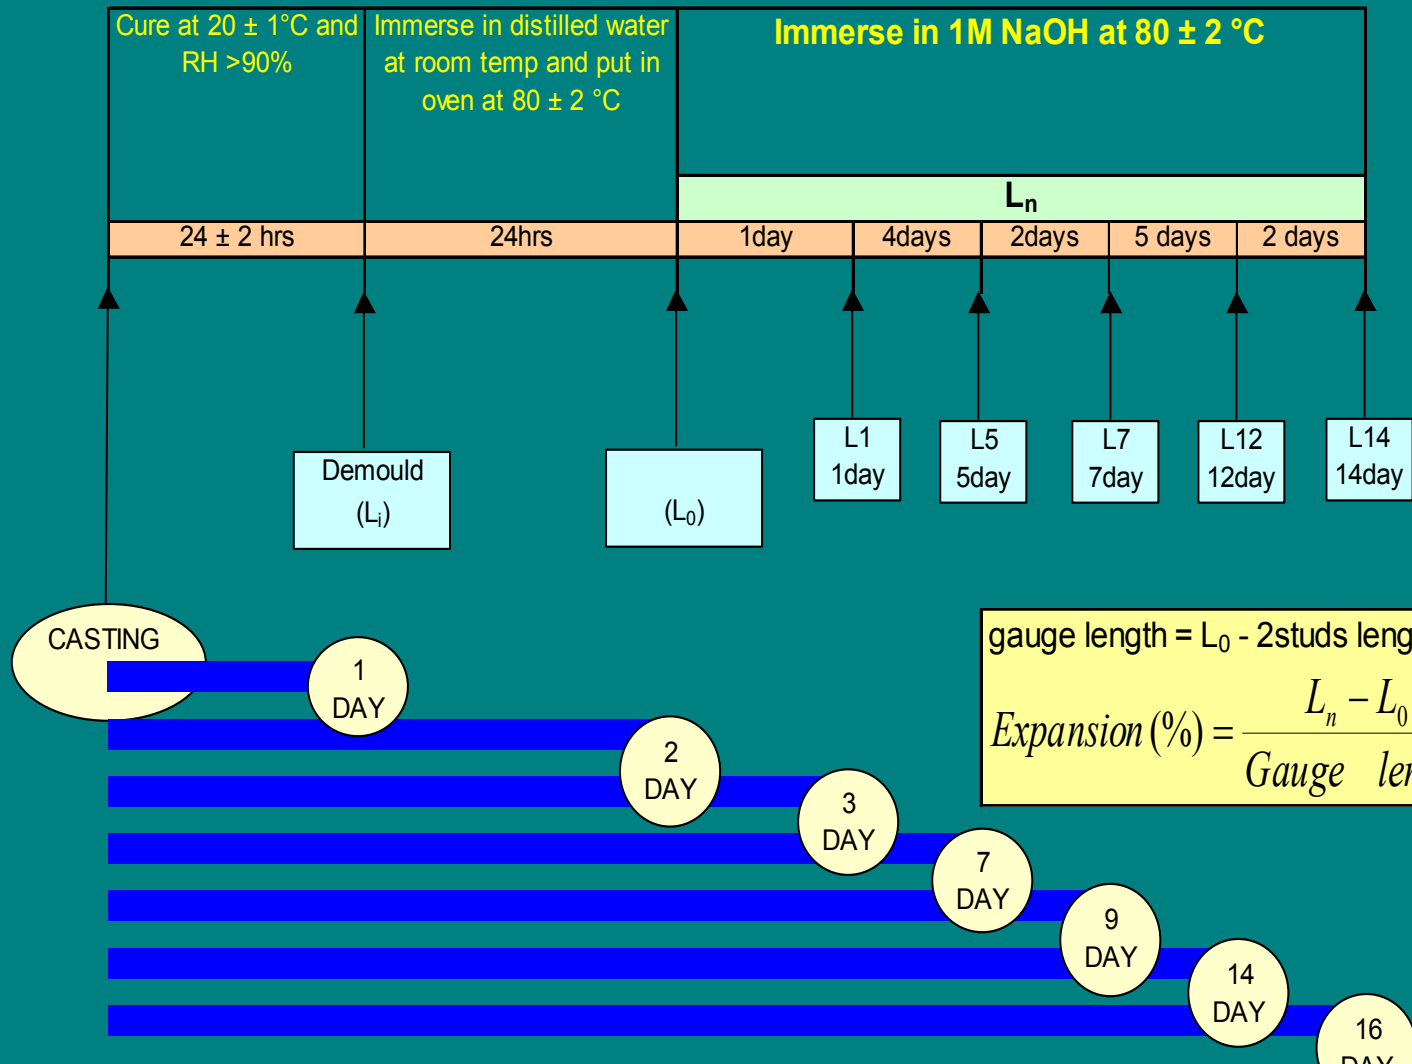 Cure at 20 ± 1°C and
RH >90%
Immerse in distilled water
at room temp and put in
oven at 80 ± 2 °C
Immerse in 1M NaOH at 80 ± 2 °C
Lₙ
24 ± 2 hrs
24hrs
1day
4days
2days
5 days
2 days
Demould
(Lᵢ)
(L₀)
L1
1day
L5
5day
L7
7day
L12
12day
L14
14day
CASTING
gauge length = L₀ - 2studs leng
Expansion (%) = Lₙ − L₀
Gauge len
1
DAY
2
DAY
3
DAY
7
DAY
9
DAY
14
DAY
16
DAY